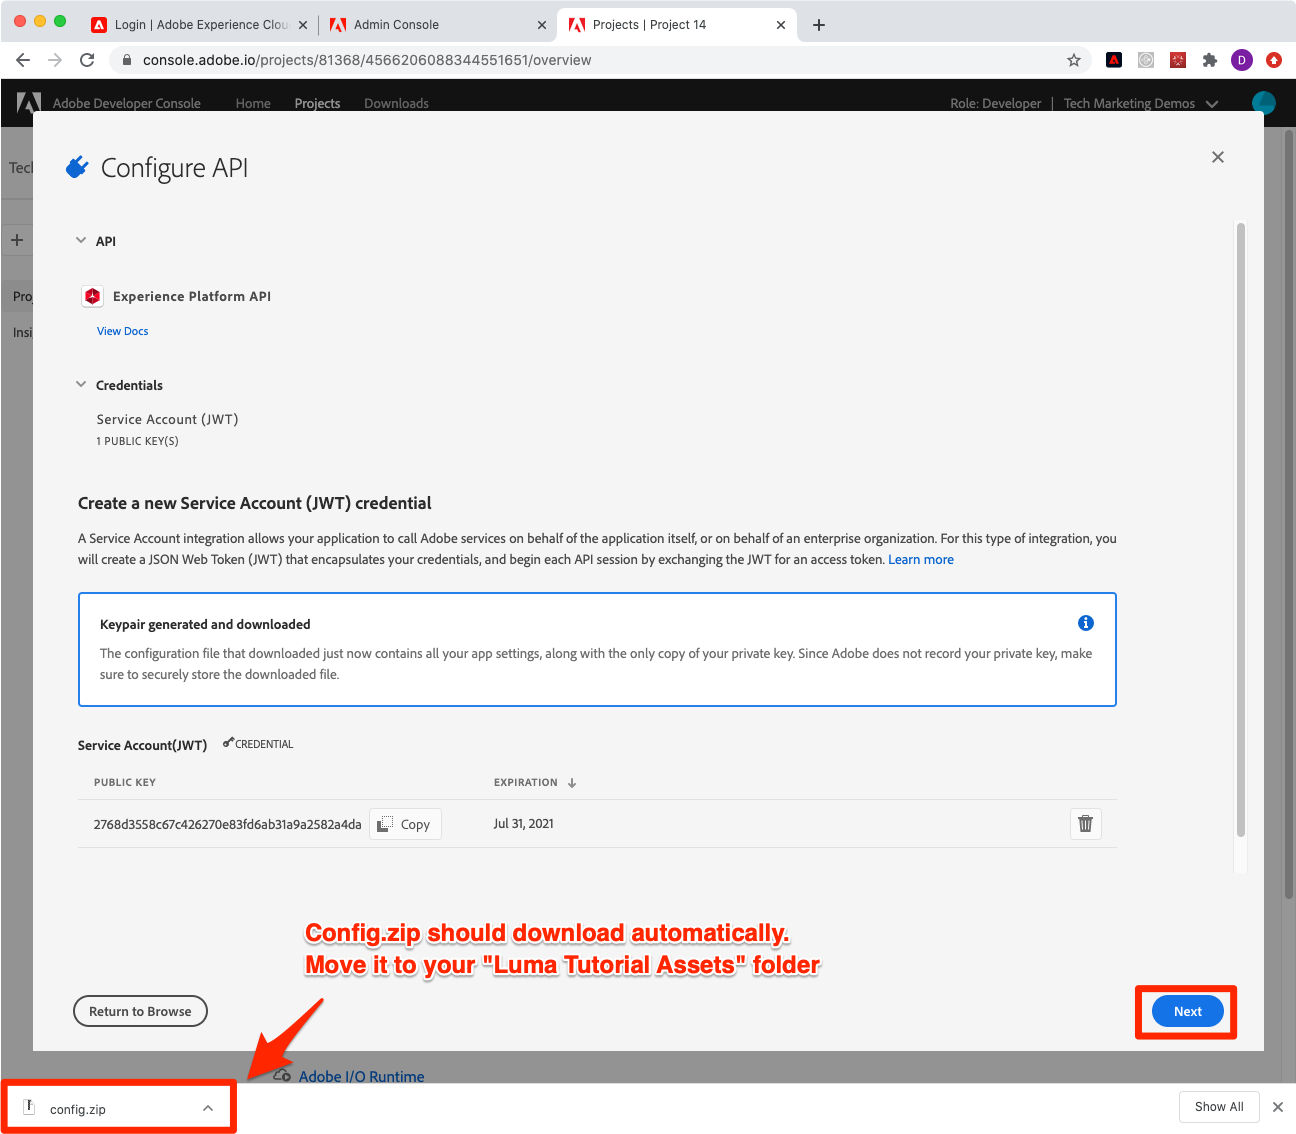 Login | Adobe Experience Clou
Admin Console
Projects | Project 14
console.adobe.io/projects/81368/4566206088344551651/overview
D
Adobe Developer Console
Home
Projects
Downloads
Role: Developer
Tech Marketing Demos
Tech
Configure API
API
Experience Platform API
Proj
Insi
View Docs
Credentials
Service Account (JWT)
1 PUBLIC KEY(S)
Create a new Service Account (JWT) credential
A Service Account integration allows your application to call Adobe services on behalf of the application itself, or on behalf of an enterprise organization. For this type of integration, you
will create a JSON Web Token (JWT) that encapsulates your credentials, and begin each API session by exchanging the JWT for an access token. Learn more
Keypair generated and downloaded
The configuration file that downloaded just now contains all your app settings, along with the only copy of your private key. Since Adobe does not record your private key, make
sure to securely store the downloaded file.
Service Account(JWT)
CREDENTIAL
PUBLIC KEY
EXPIRATION
2768d3558c67c426270e83fd6ab31a9a2582a4da
Copy
Jul 31, 2021
Config.zip should download automatically.
Move it to your "Luma Tutorial Assets" folder
Return to Browse
Next
Adobe I/O Runtime
config.zip
Show All